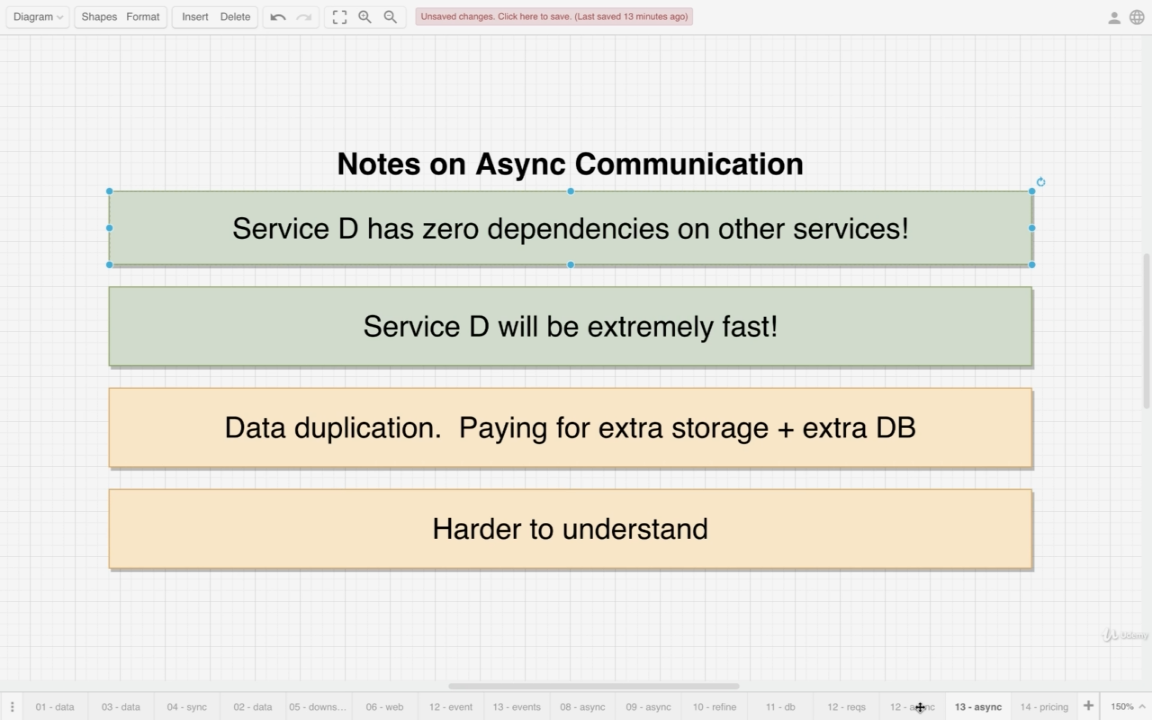 Diagram Shapes Format Insert Delete Unsaved changes. Click here to save. (Last saved 13 minutes ago)
Notes on Async Communication
Service D has zero dependencies on other services!
Service D will be extremely fast!
Data duplication.  Paying for extra storage + extra DB
Harder to understand
Udemy
01 - data 03 - data 04 - sync 02 - data 05 - downs... 06 - web 12 - event 13 - events 08 - async 09 - async 10 - refine 11 - db 12 - reqs 12 - async 13 - async 14 - pricing 150%